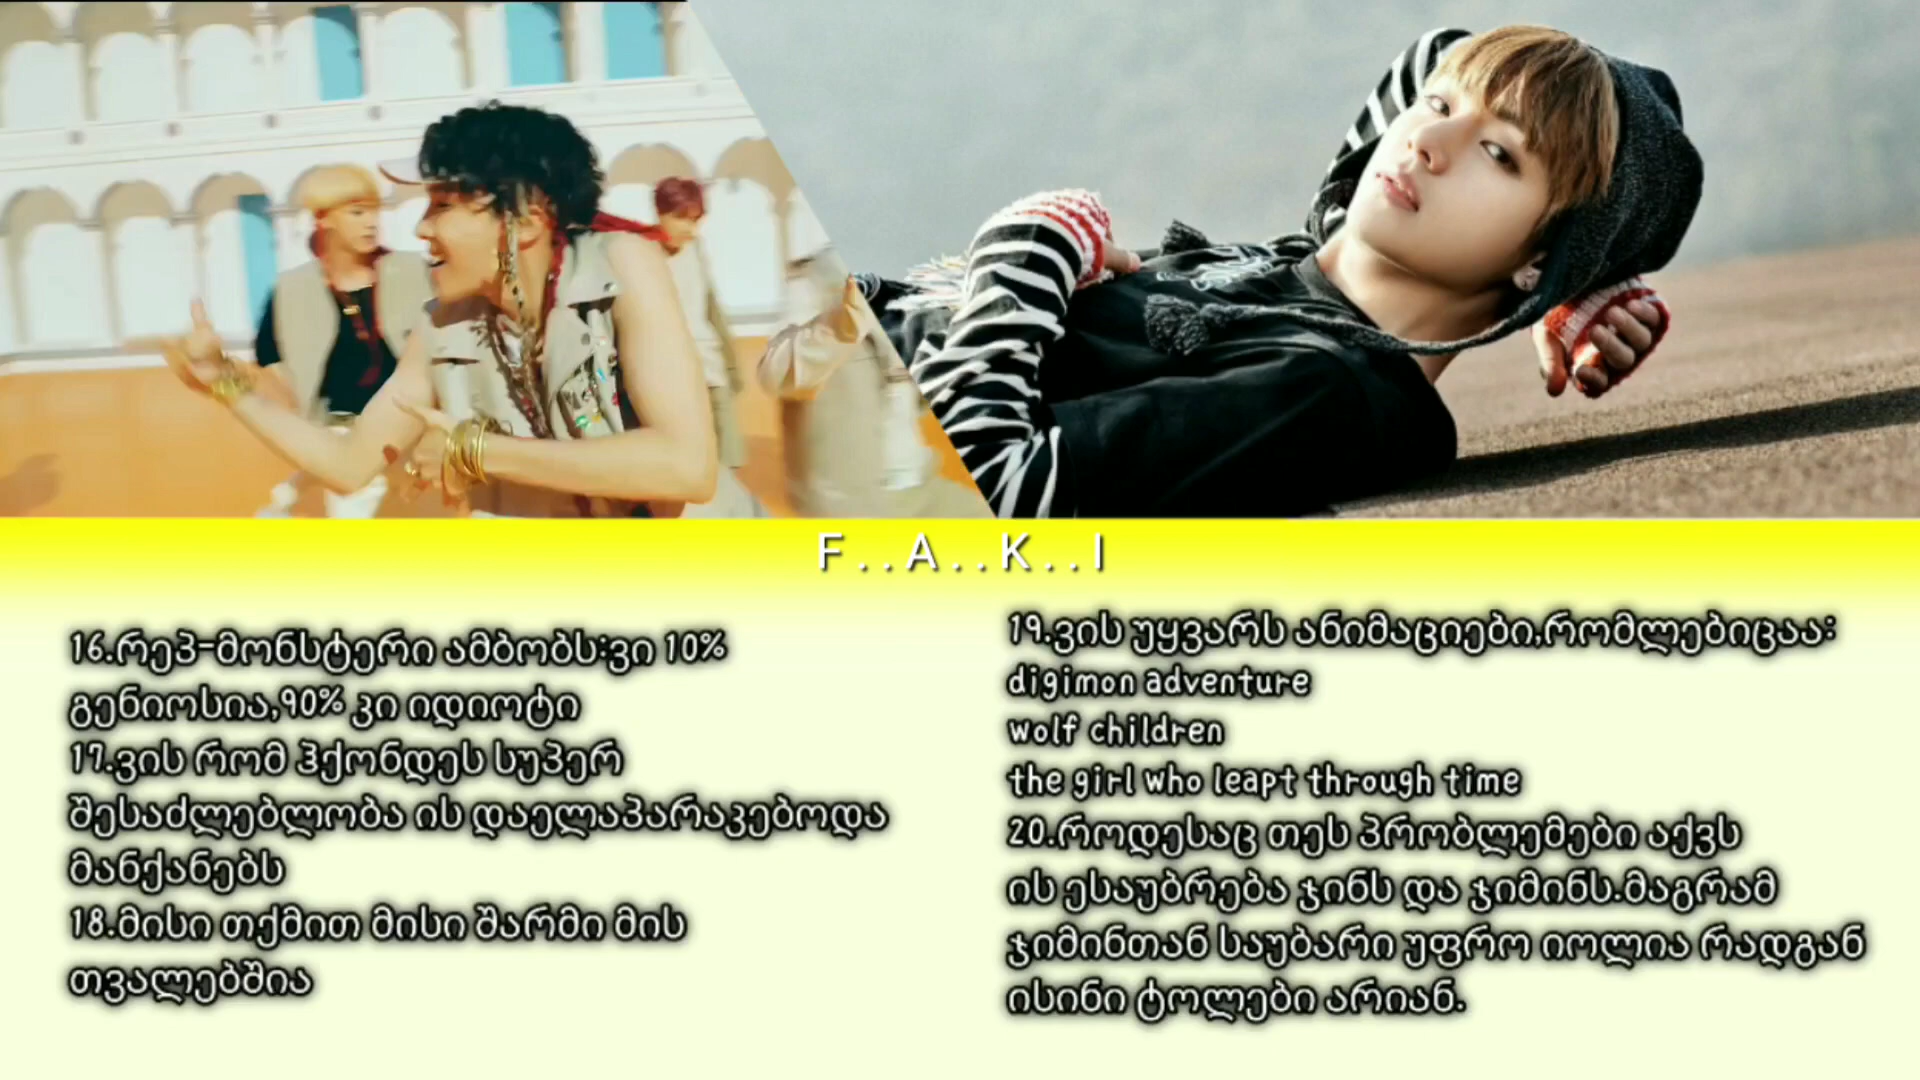 F..A..K..I
16.რეპ-მონსტერი ამბობს:ვი 10%
გენიოსია,90% კი იდიოტი
17.ვის რომ ჰქონდეს სუპერ
შესაძლებლობა ის დაელაპარაკებოდა
მანქანებს
18.მისი თქმით მისი შარმი მის
თვალებშია
19.ვის უყვარს ანიმაციები,რომლებიცაა:
digimon adventure
wolf children
the girl who leapt through time
20.როდესაც თეს პრობლემები აქვს
ის ესაუბრება ჯინს და ჯიმინს.მაგრამ
ჯიმინთან საუბარი უფრო იოლია რადგან
ისინი ტოლები არიან.